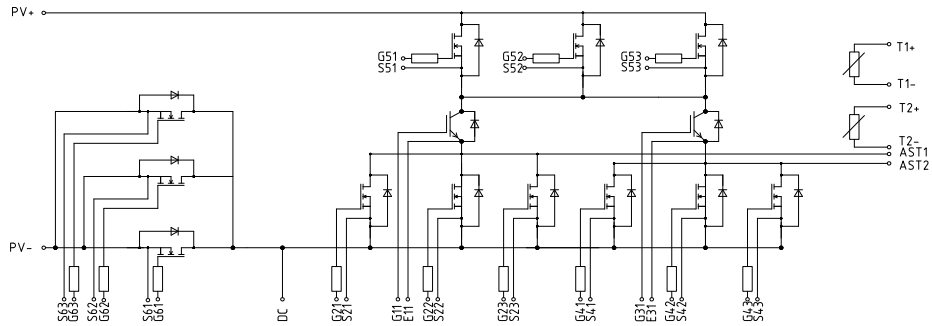 PV+
G51
S51
G52
S52
G53
S53
T1+
T1-
T2+
T2-
AST1
AST2
PV-
S63
G63
S62
G62
S61
G61
DC
G21
S21
G11
E11
G22
S22
G23
S23
G41
S41
G31
E31
G42
S42
G43
S43